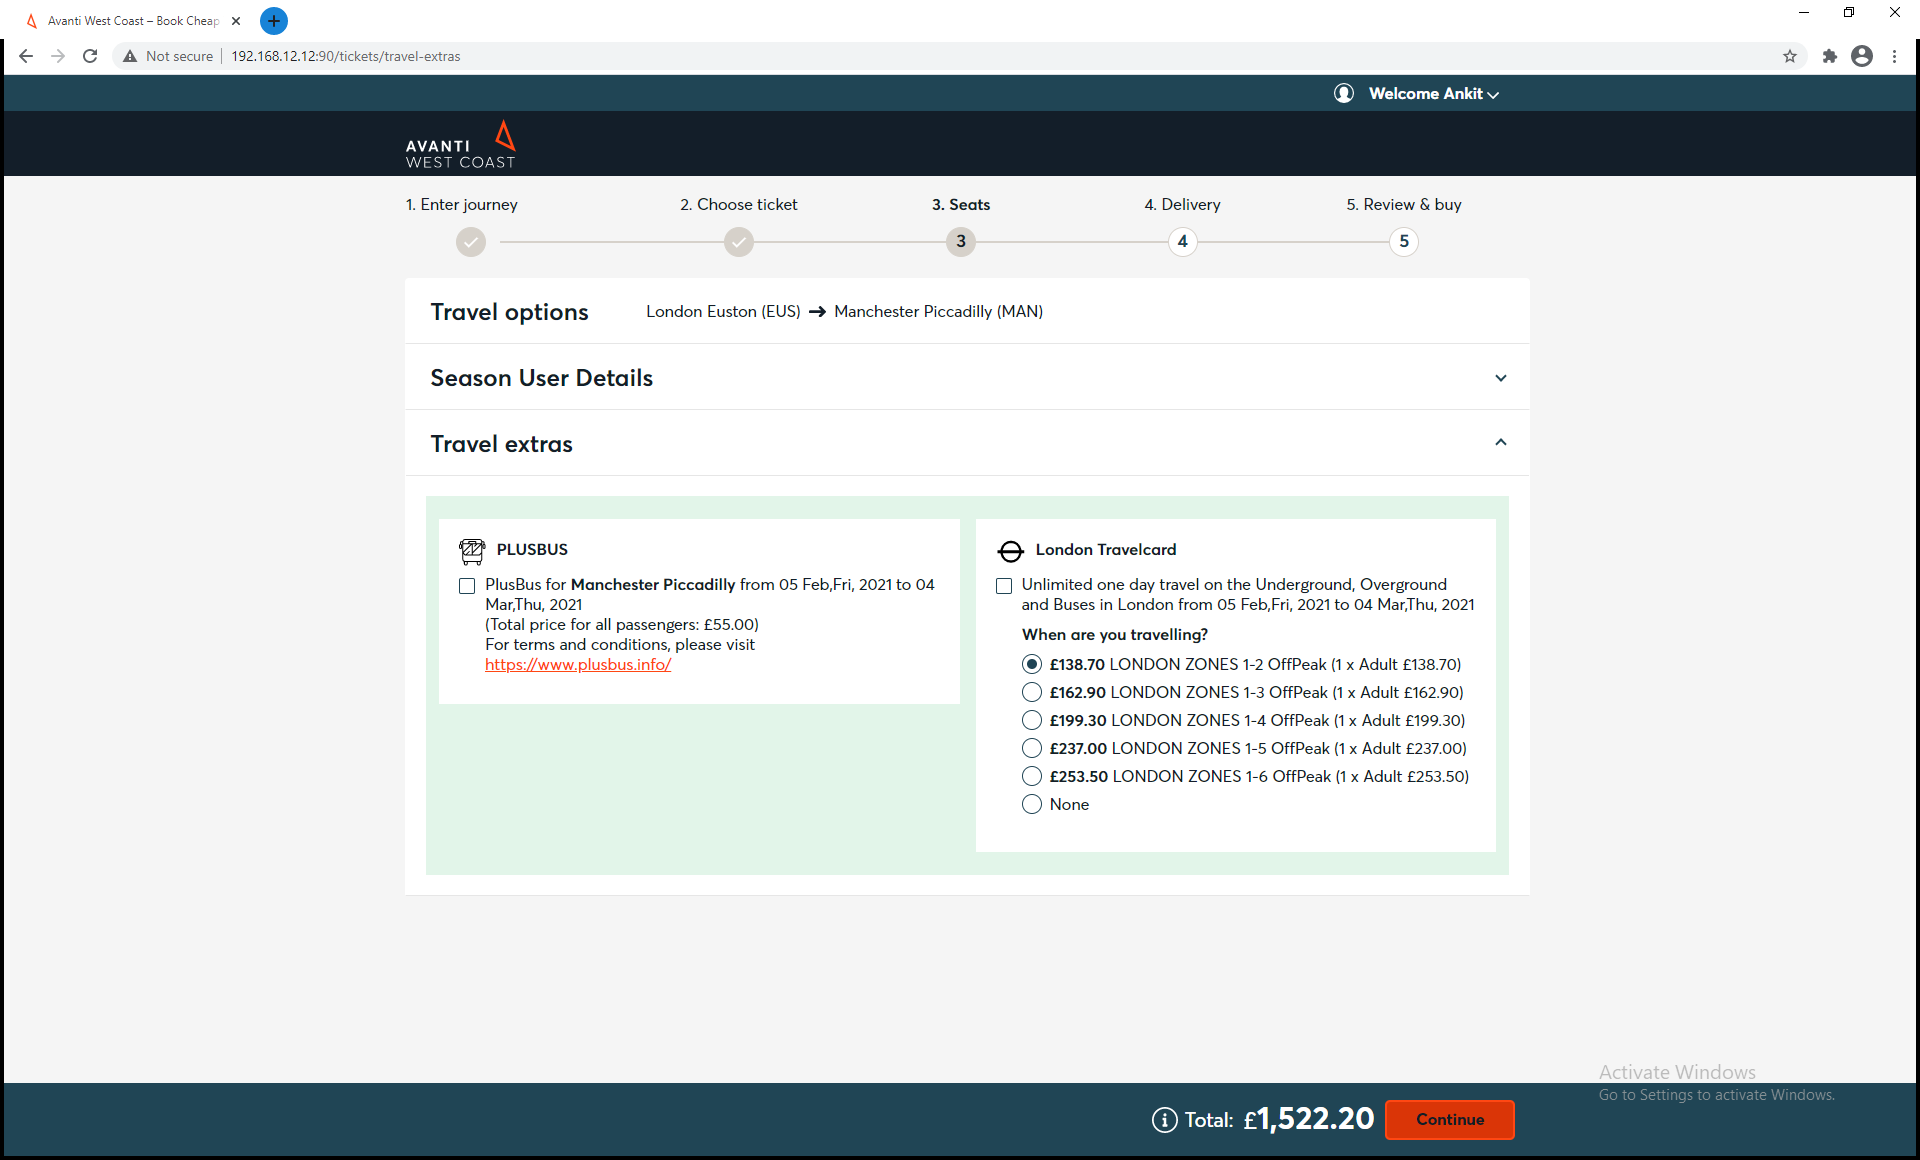 Avanti West Coast – Book Cheap
Not secure
192.168.12.12:90/tickets/travel-extras
Welcome Ankit
AVANTI
WEST COAST
1. Enter journey
2. Choose ticket
3. Seats
4. Delivery
5. Review & buy
3
4
5
Travel options
London Euston (EUS) → Manchester Piccadilly (MAN)
Season User Details
Travel extras
PLUSBUS
PlusBus for Manchester Piccadilly from 05 Feb,Fri, 2021 to 04
Mar,Thu, 2021
(Total price for all passengers: £55.00)
For terms and conditions, please visit
https://www.plusbus.info/
London Travelcard
Unlimited one day travel on the Underground, Overground
and Buses in London from 05 Feb,Fri, 2021 to 04 Mar,Thu, 2021
When are you travelling?
£138.70 LONDON ZONES 1-2 OffPeak (1 x Adult £138.70)
£162.90 LONDON ZONES 1-3 OffPeak (1 x Adult £162.90)
£199.30 LONDON ZONES 1-4 OffPeak (1 x Adult £199.30)
£237.00 LONDON ZONES 1-5 OffPeak (1 x Adult £237.00)
£253.50 LONDON ZONES 1-6 OffPeak (1 x Adult £253.50)
None
Activate Windows
Go to Settings to activate Windows.
Total: £1,522.20
Continue